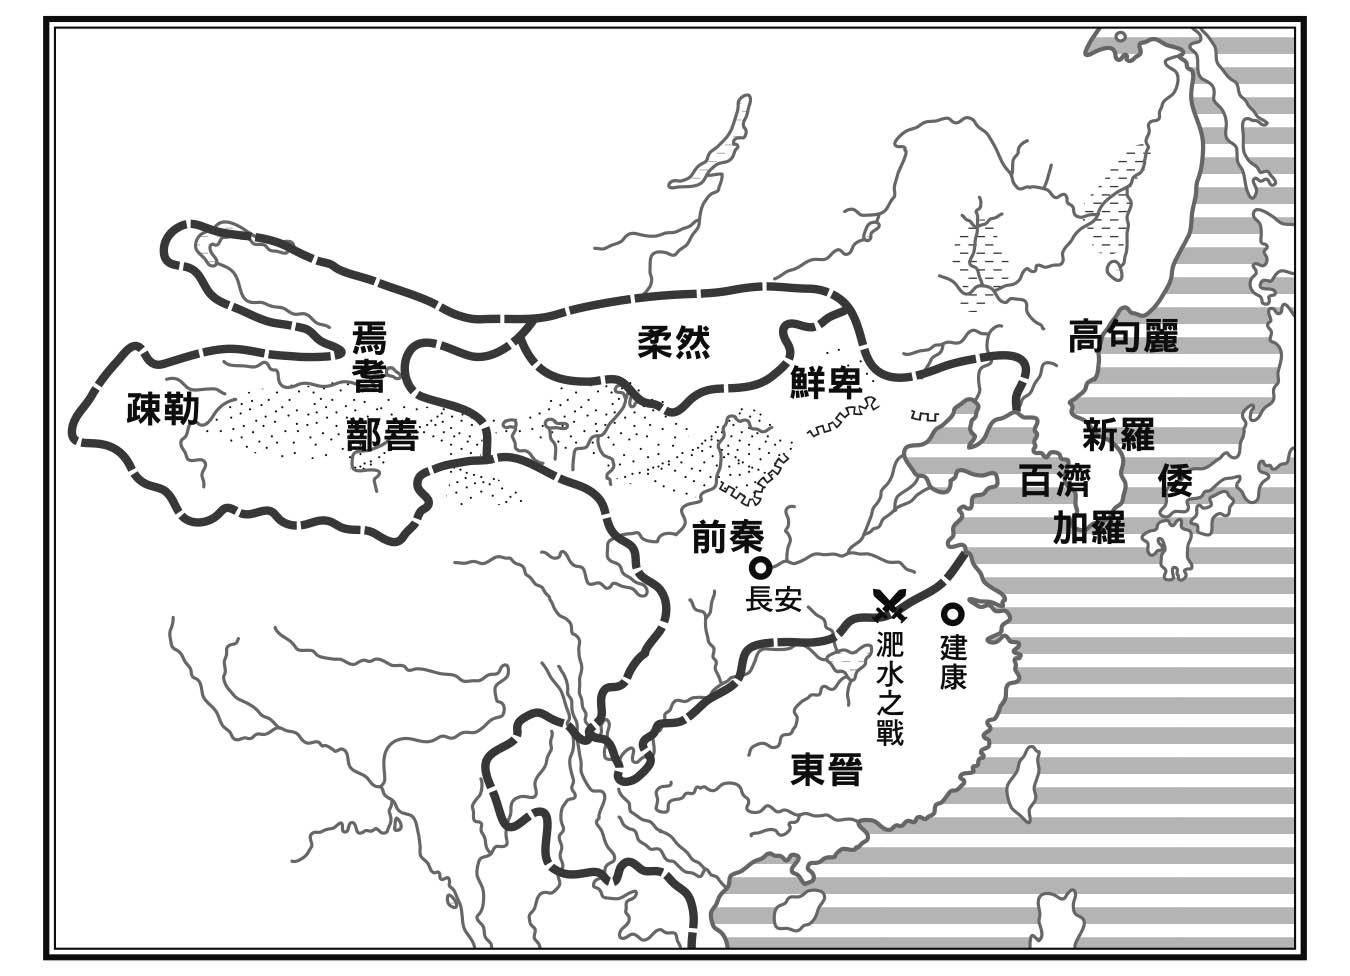 焉耆
柔然
高句麗
鮮卑
疎勒
鄯善
新羅
百濟
倭
加羅
前秦
長安
淝水之戰
建康
東晉